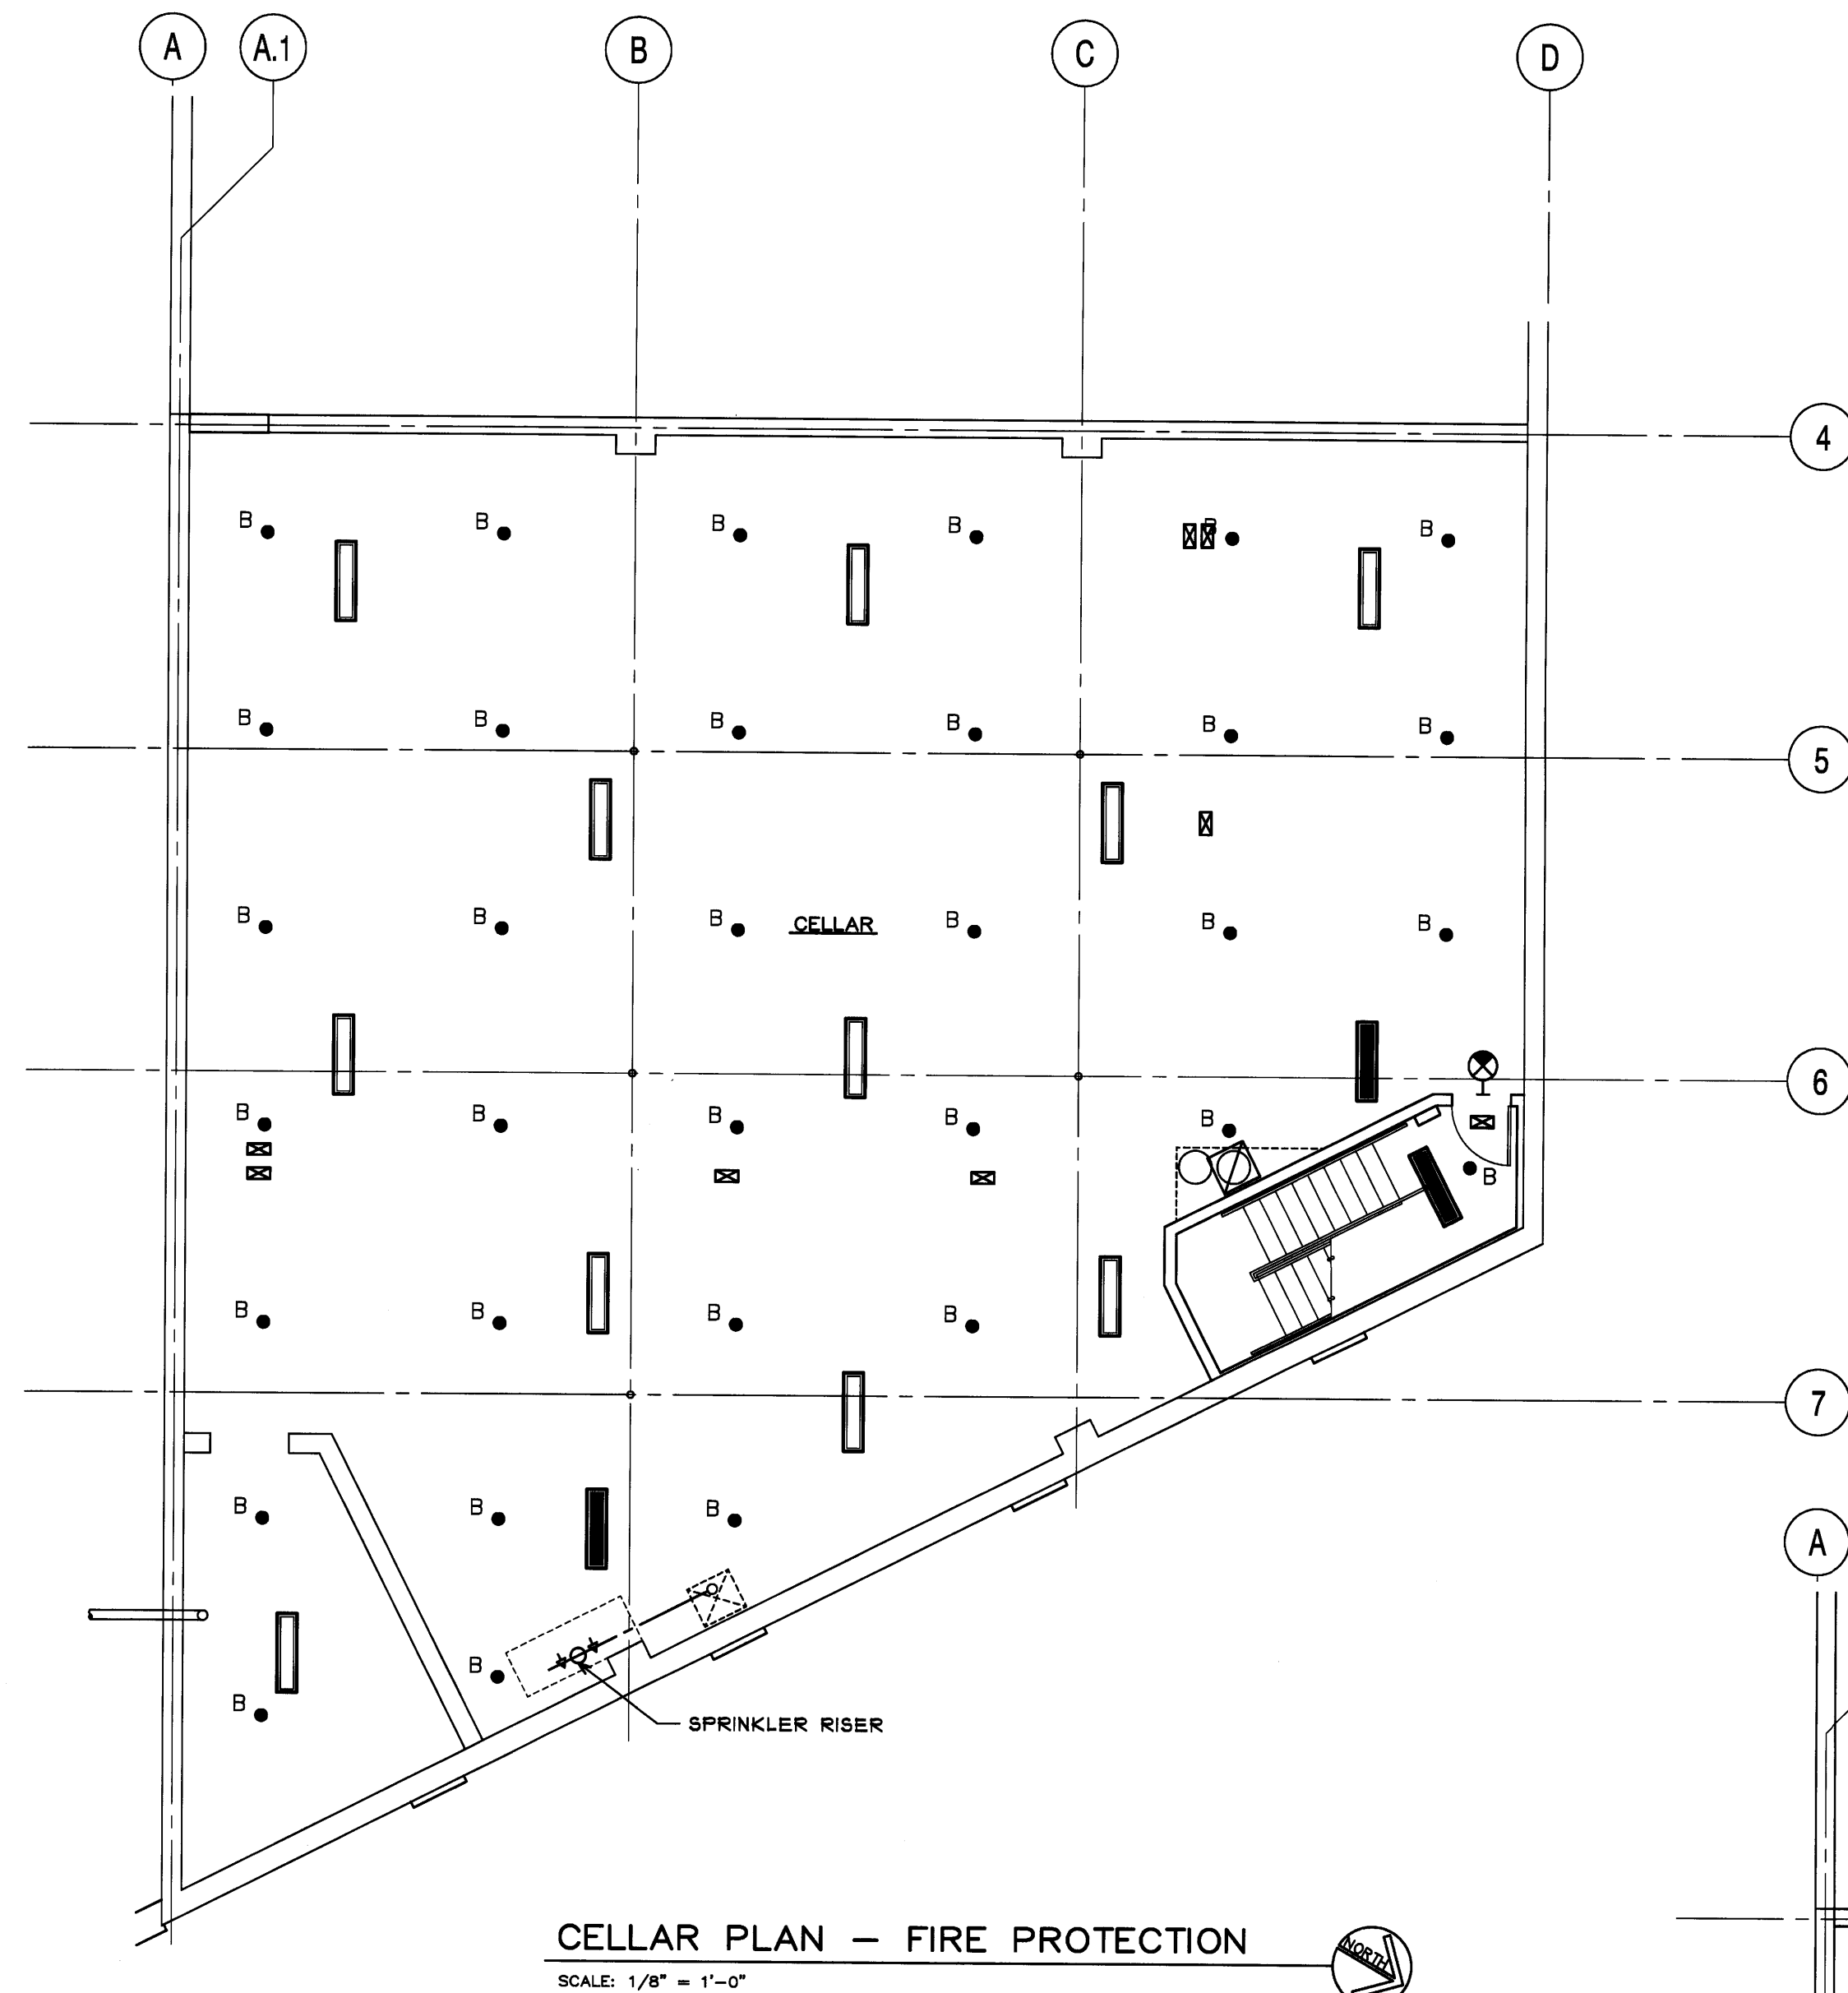 A A.1 B C D
4
B B B B B B
B B B B B B
5
B B B CELLAR B B B
6
B B B B B
B
B B B B
7
B B B
A
B
B
SPRINKLER RISER
CELLAR PLAN – FIRE PROTECTION
NORTH
SCALE: 1/8" = 1'-0"